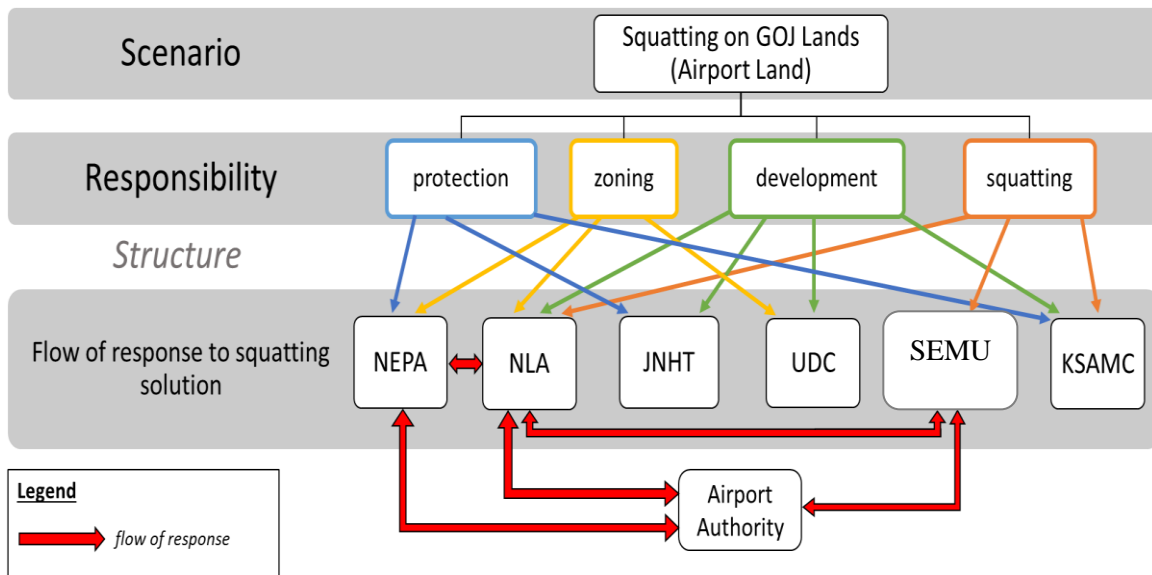 Scenario
Squatting on GOJ Lands
(Airport Land)
Responsibility
protection
zoning
development
squatting
Structure
Flow of response to squatting
solution
NEPA
NLA
JNHT
UDC
SEMU
KSAMC
Airport
Authority
Legend
flow of response